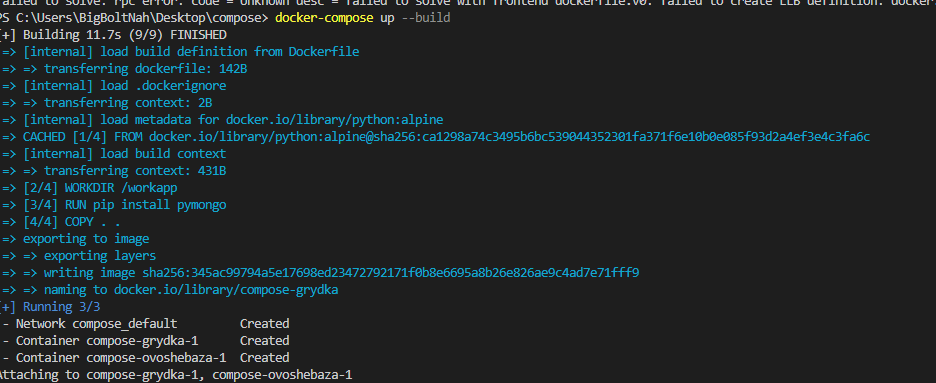 failed to solve: rpc error: code = Unknown desc = failed to solve with frontend dockerfile.v0: failed to create LLB definition: docker
PS C:\Users\BigBoltNah\Desktop\compose> docker-compose up --build
[+] Building 11.7s (9/9) FINISHED
=> [internal] load build definition from Dockerfile
=> => transferring dockerfile: 142B
=> [internal] load .dockerignore
=> => transferring context: 2B
=> [internal] load metadata for docker.io/library/python:alpine
=> CACHED [1/4] FROM docker.io/library/python:alpine@sha256:ca1298a74c3495b6bc539044352301fa371f6e10b0e085f93d2a4ef3e4c3fa6c
=> [internal] load build context
=> => transferring context: 431B
=> [2/4] WORKDIR /workapp
=> [3/4] RUN pip install pymongo
=> [4/4] COPY . .
=> exporting to image
=> => exporting layers
=> => writing image sha256:345ac99794a5e17698ed23472792171f0b8e6695a8b26e826ae9c4ad7e71fff9
=> => naming to docker.io/library/compose-grydka
[+] Running 3/3
- Network compose_default Created
- Container compose-grydka-1 Created
- Container compose-ovoshebaza-1 Created
Attaching to compose-grydka-1, compose-ovoshebaza-1